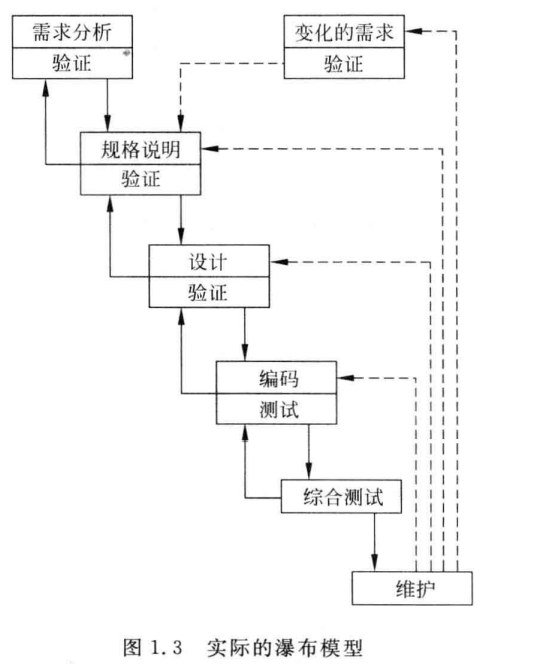 需求分析
验证
变化的需求
验证
规格说明
验证
设计
验证
编码
测试
综合测试
维护
图 1.3 实际的瀑布模型